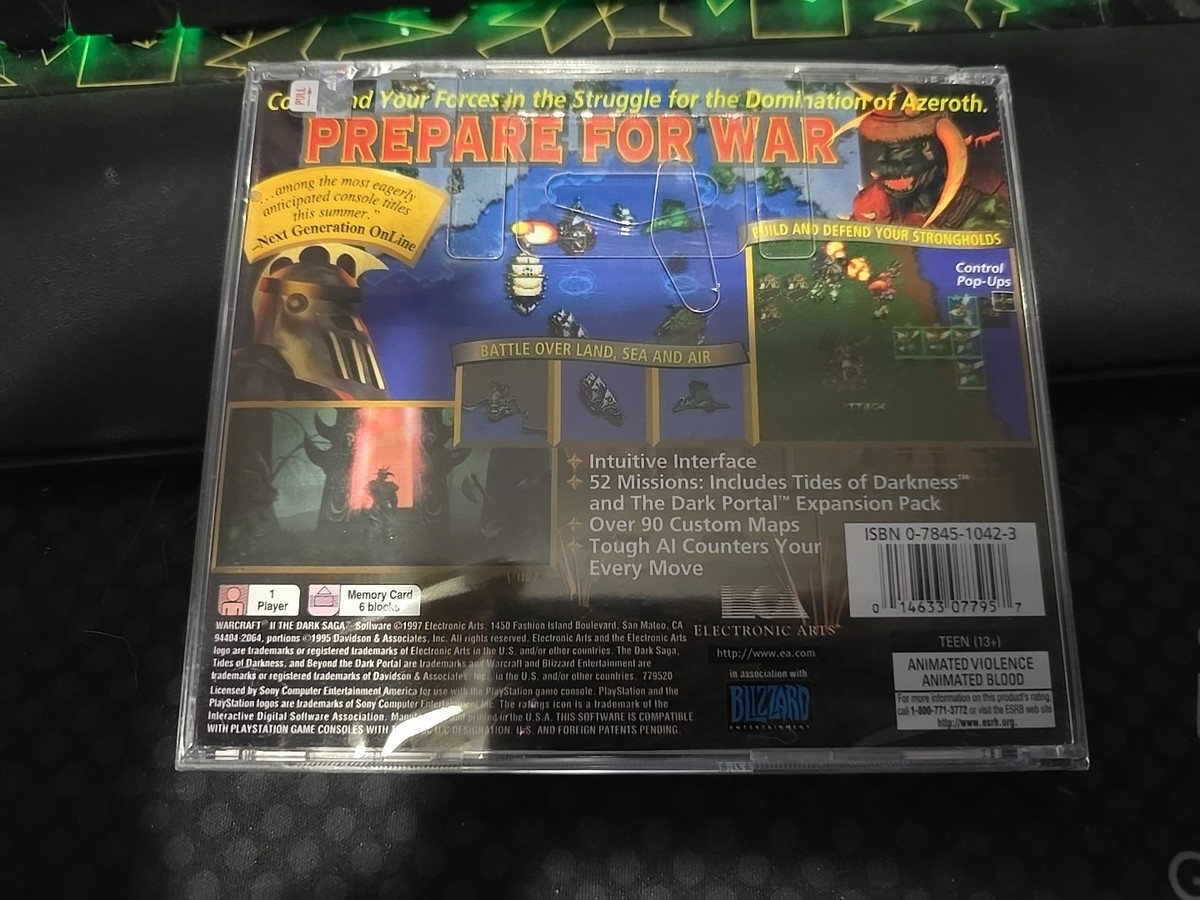 PULL
Your Forces in the Struggle for the Domination of Azeroth.
PREPARE FOR WAR
"...among the most eagerly
anticipated console titles
this summer."
–Next Generation OnLine
BUILD AND DEFEND YOUR STRONGHOLDS
Control
Pop-Ups
BATTLE OVER LAND, SEA AND AIR
Intuitive Interface
52 Missions: Includes Tides of Darkness™
and The Dark Portal™ Expansion Pack
Over 90 Custom Maps
Tough AI Counters Your
Every Move
ISBN 0-7845-1042-3
0 14633 07795 7
1
Player
Memory Card
6 blocks
ELECTRONIC ARTS
http://www.ea.com
in association with
BLIZZARD
ENTERTAINMENT
TEEN (13+)
ANIMATED VIOLENCE
ANIMATED BLOOD
For more information on this product's rating,
call 1-800-771-3772 or visit the ESRB web site
http://www.esrb.org.
WARCRAFT II THE DARK SAGA Software ©1997 Electronic Arts, 1450 Fashion Island Boulevard, San Mateo, CA
94404-2064, portions ©1995 Davidson & Associates, Inc. All rights reserved. Electronic Arts and the Electronic Arts
logo are trademarks or registered trademarks of Electronic Arts in the U.S. and/or other countries. The Dark Saga,
Tides of Darkness, and Beyond the Dark Portal are trademarks and Warcraft and Blizzard Entertainment are
trademarks or registered trademarks of Davidson & Associates, Inc., in the U.S. and/or other countries. 779520
Licensed by Sony Computer Entertainment America for use with the PlayStation game console. PlayStation and the
PlayStation logos are trademarks of Sony Computer Entertainment Inc. The ratings icon is a trademark of the
Interactive Digital Software Association. and printed in the U.S.A. THIS SOFTWARE IS COMPATIBLE
WITH PLAYSTATION GAME CONSOLES WITH U/C DESIGNATION. U.S. AND FOREIGN PATENTS PENDING.